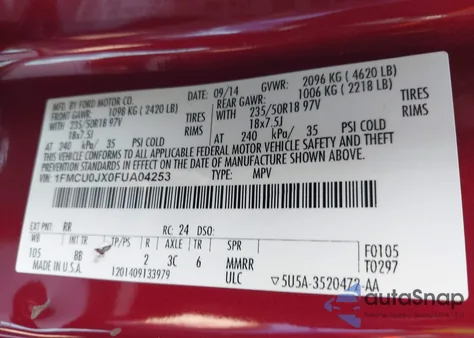 MFD. BY FORD MOTOR CO.
DATE: 09/14 GVWR: 2096 KG ( 4620 LB)
FRONT GAWR: 1098 KG ( 2420 LB) REAR GAWR: 1006 KG ( 2218 LB)
WITH 235/50R18 97V TIRES WITH 235/50R18 97V TIRES
18x7.5J RIMS 18x7.5J RIMS
AT 240 kPa/ 35 PSI COLD AT 240 kPa/ 35 PSI COLD
THIS VEHICLE CONFORMS TO ALL APPLICABLE FEDERAL MOTOR VEHICLE SAFETY AND THEFT PREVENTION STANDARDS IN EFFECT ON THE DATE OF MANUFACTURE SHOWN ABOVE.
VIN: 1FMCU0JX0FUA04253
TYPE: MPV
EXT PNT: RR RC: 24 DSO:
WB INT TR TP/PS R AXLE TR SPR F0105
105 BB 2 3C 6 MMRR T0297
MADE IN U.S.A. 1201409133979 ULC 5U5A-3520472-AA
autoSnap